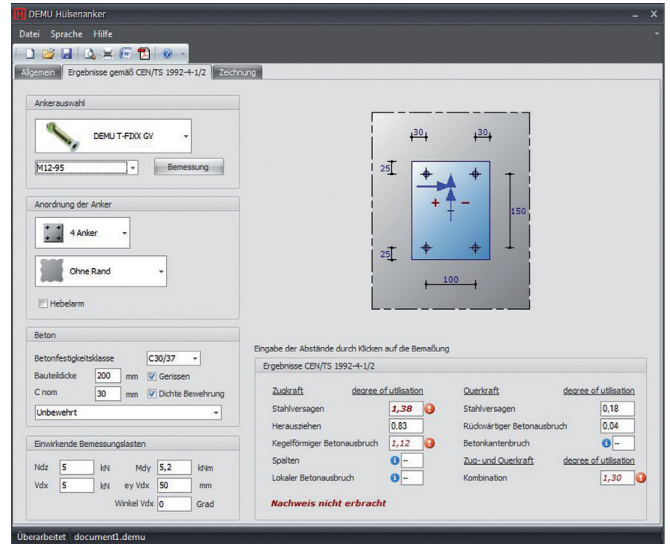 DEMU Hülsenanker
Datei Sprache Hilfe
Allgemein Ergebnisse gemäß CEN/TS 1992-4-1/2 Zeichnung
Ankerauswahl
DEMU T-FIXX GV
M12-95 Bemessung
Anordnung der Anker
4 Anker
Ohne Rand
Hebelarm
Beton
Betonfestigkeitsklasse C30/37
Bauteildicke 200 mm Gerissen
C nom 30 mm Dichte Bewehrung
Unbewehrt
Einwirkende Bemessungslasten
Ndz 5 kN Mdy 5,2 kNm
Vdx 5 kN ey Vdx 50 mm
Winkel Vdx 0 Grad
30 30
25
+ -
150
25
100
Eingabe der Abstände durch Klicken auf die Bemaßung
Ergebnisse CEN/TS 1992-4-1/2
Zugkraft degree of utilisation
Stahlversagen 1,38
Herausziehen 0,83
Kegelförmiger Betonausbruch 1,12
Spalten --
Lokaler Betonausbruch --
Querkraft degree of utilisation
Stahlversagen 0,18
Rückwärtiger Betonausbruch 0,04
Betonkantenbruch --
Zug- und Querkraft degree of utilisation
Kombination 1,30
Nachweis nicht erbracht
Überarbeitet document1.demu